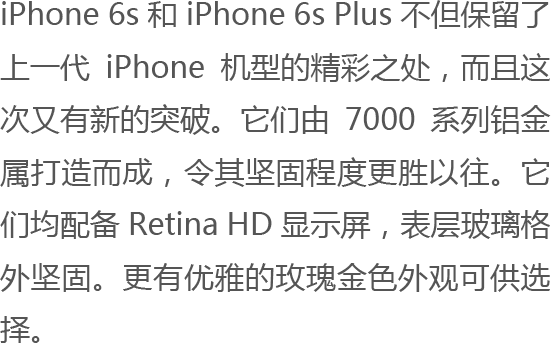 iPhone 6s 和 iPhone 6s Plus 不但保留了
上一代 iPhone 机型的精彩之处，而且这
次又有新的突破。它们由 7000 系列铝金
属打造而成，令其坚固程度更胜以往。它
们均配备 Retina HD 显示屏，表层玻璃格
外坚固。更有优雅的玫瑰金色外观可供选
择。